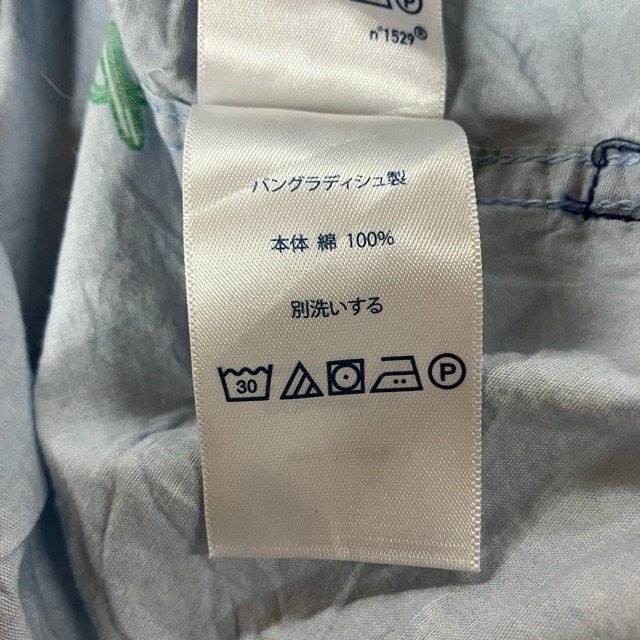 P
n°1529®
バングラディシュ製
本体 綿 100%
別洗いする
30 P